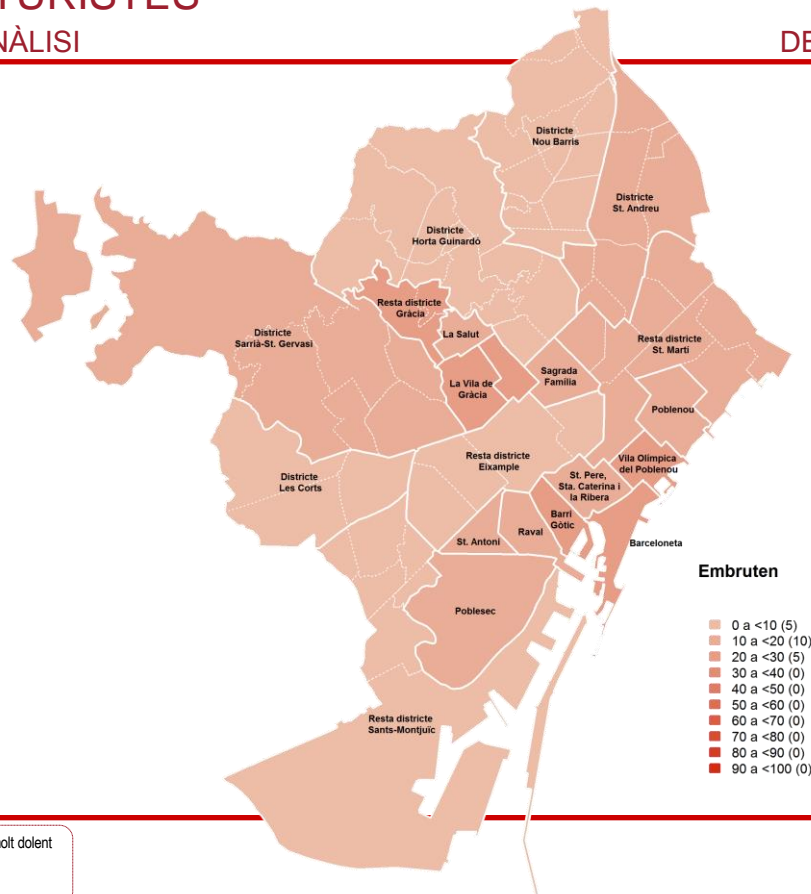 NÀLISI
DE
Districte
Nou Barris
Districte
St. Andreu
Districte
Horta Guinardó
Resta districte
Gràcia
La Salut
Districte
Sarrià-St. Gervasi
Resta districte
St. Martí
Sagrada
Família
La Vila de
Gràcia
Poblenou
Resta districte
Eixample
Vila Olímpica
del Poblenou
Districte
Les Corts
St. Pere,
Sta. Caterina i
la Ribera
Barri
Gòtic
Raval
St. Antoni
Barceloneta
Poblesec
Resta districte
Sants-Montjuïc
Embruten
0 a <10 (5)
10 a <20 (10)
20 a <30 (5)
30 a <40 (0)
40 a <50 (0)
50 a <60 (0)
60 a <70 (0)
70 a <80 (0)
80 a <90 (0)
90 a <100 (0)
olt dolent